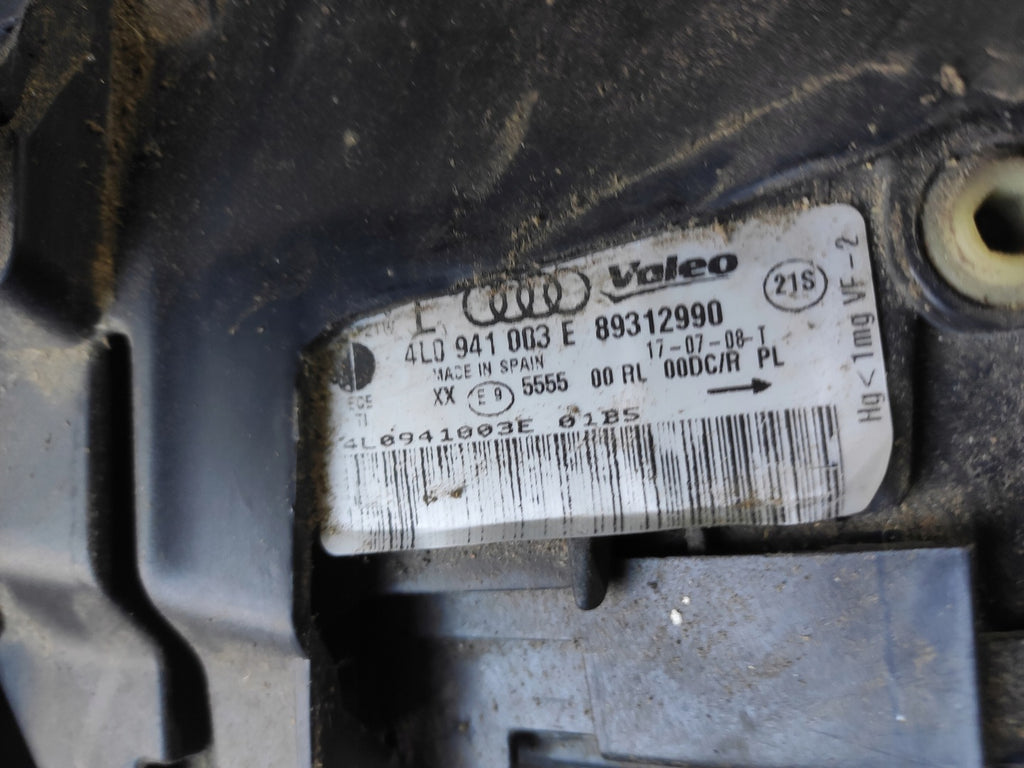 L Valeo 21S
4L0 941 003 E 89312990
MADE IN SPAIN 17-07-08-T
XX E9 5555 00 RL 00DC/R PL
4L0941003E 01B5
Hg < 1mg VF-2